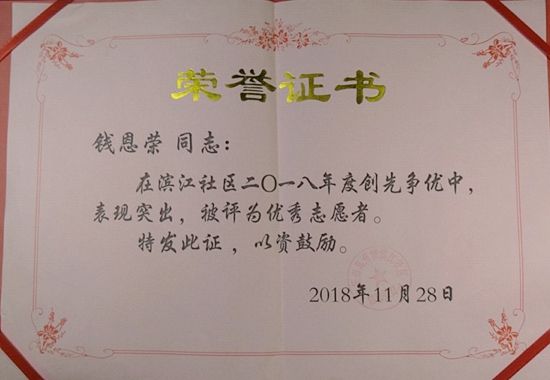 荣誉证书
钱恩荣 同志：
在滨江社区二〇一八年度创先争优中，
表现突出，被评为优秀志愿者。
特发此证，以资鼓励。
2018年11月28日